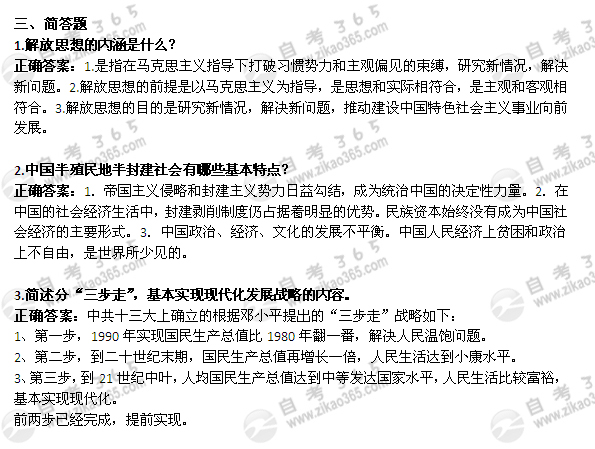 三、简答题
1.解放思想的内涵是什么？
正确答案：1.是指在马克思主义指导下打破习惯势力和主观偏见的束缚，研究新情况，解决
新问题。2.解放思想的前提是以马克思主义为指导，是思想和实际相符合，是主观和客观相
符合。3.解放思想的目的是研究新情况，解决新问题，推动建设中国特色社会主义事业向前
发展。
2.中国半殖民地半封建社会有哪些基本特点？
正确答案：1．帝国主义侵略和封建主义势力日益勾结，成为统治中国的决定性力量。2．在
中国的社会经济生活中，封建剥削制度仍占据着明显的优势。民族资本始终没有成为中国社
会经济的主要形式。3．中国政治、经济、文化的发展不平衡。中国人民经济上贫困和政治
上不自由，是世界所少见的。
3.简述分“三步走”，基本实现现代化发展战略的内容。
正确答案：中共十三大上确立的根据邓小平提出的“三步走”战略如下：
1、第一步，1990年实现国民生产总值比1980年翻一番，解决人民温饱问题。
2、第二步，到二十世纪末期，国民生产总值再增长一倍，人民生活达到小康水平。
3、第三步，到21世纪中叶，人均国民生产总值达到中等发达国家水平，人民生活比较富裕，
基本实现现代化。
前两步已经完成，提前实现。
自考365
www.zikao365.com